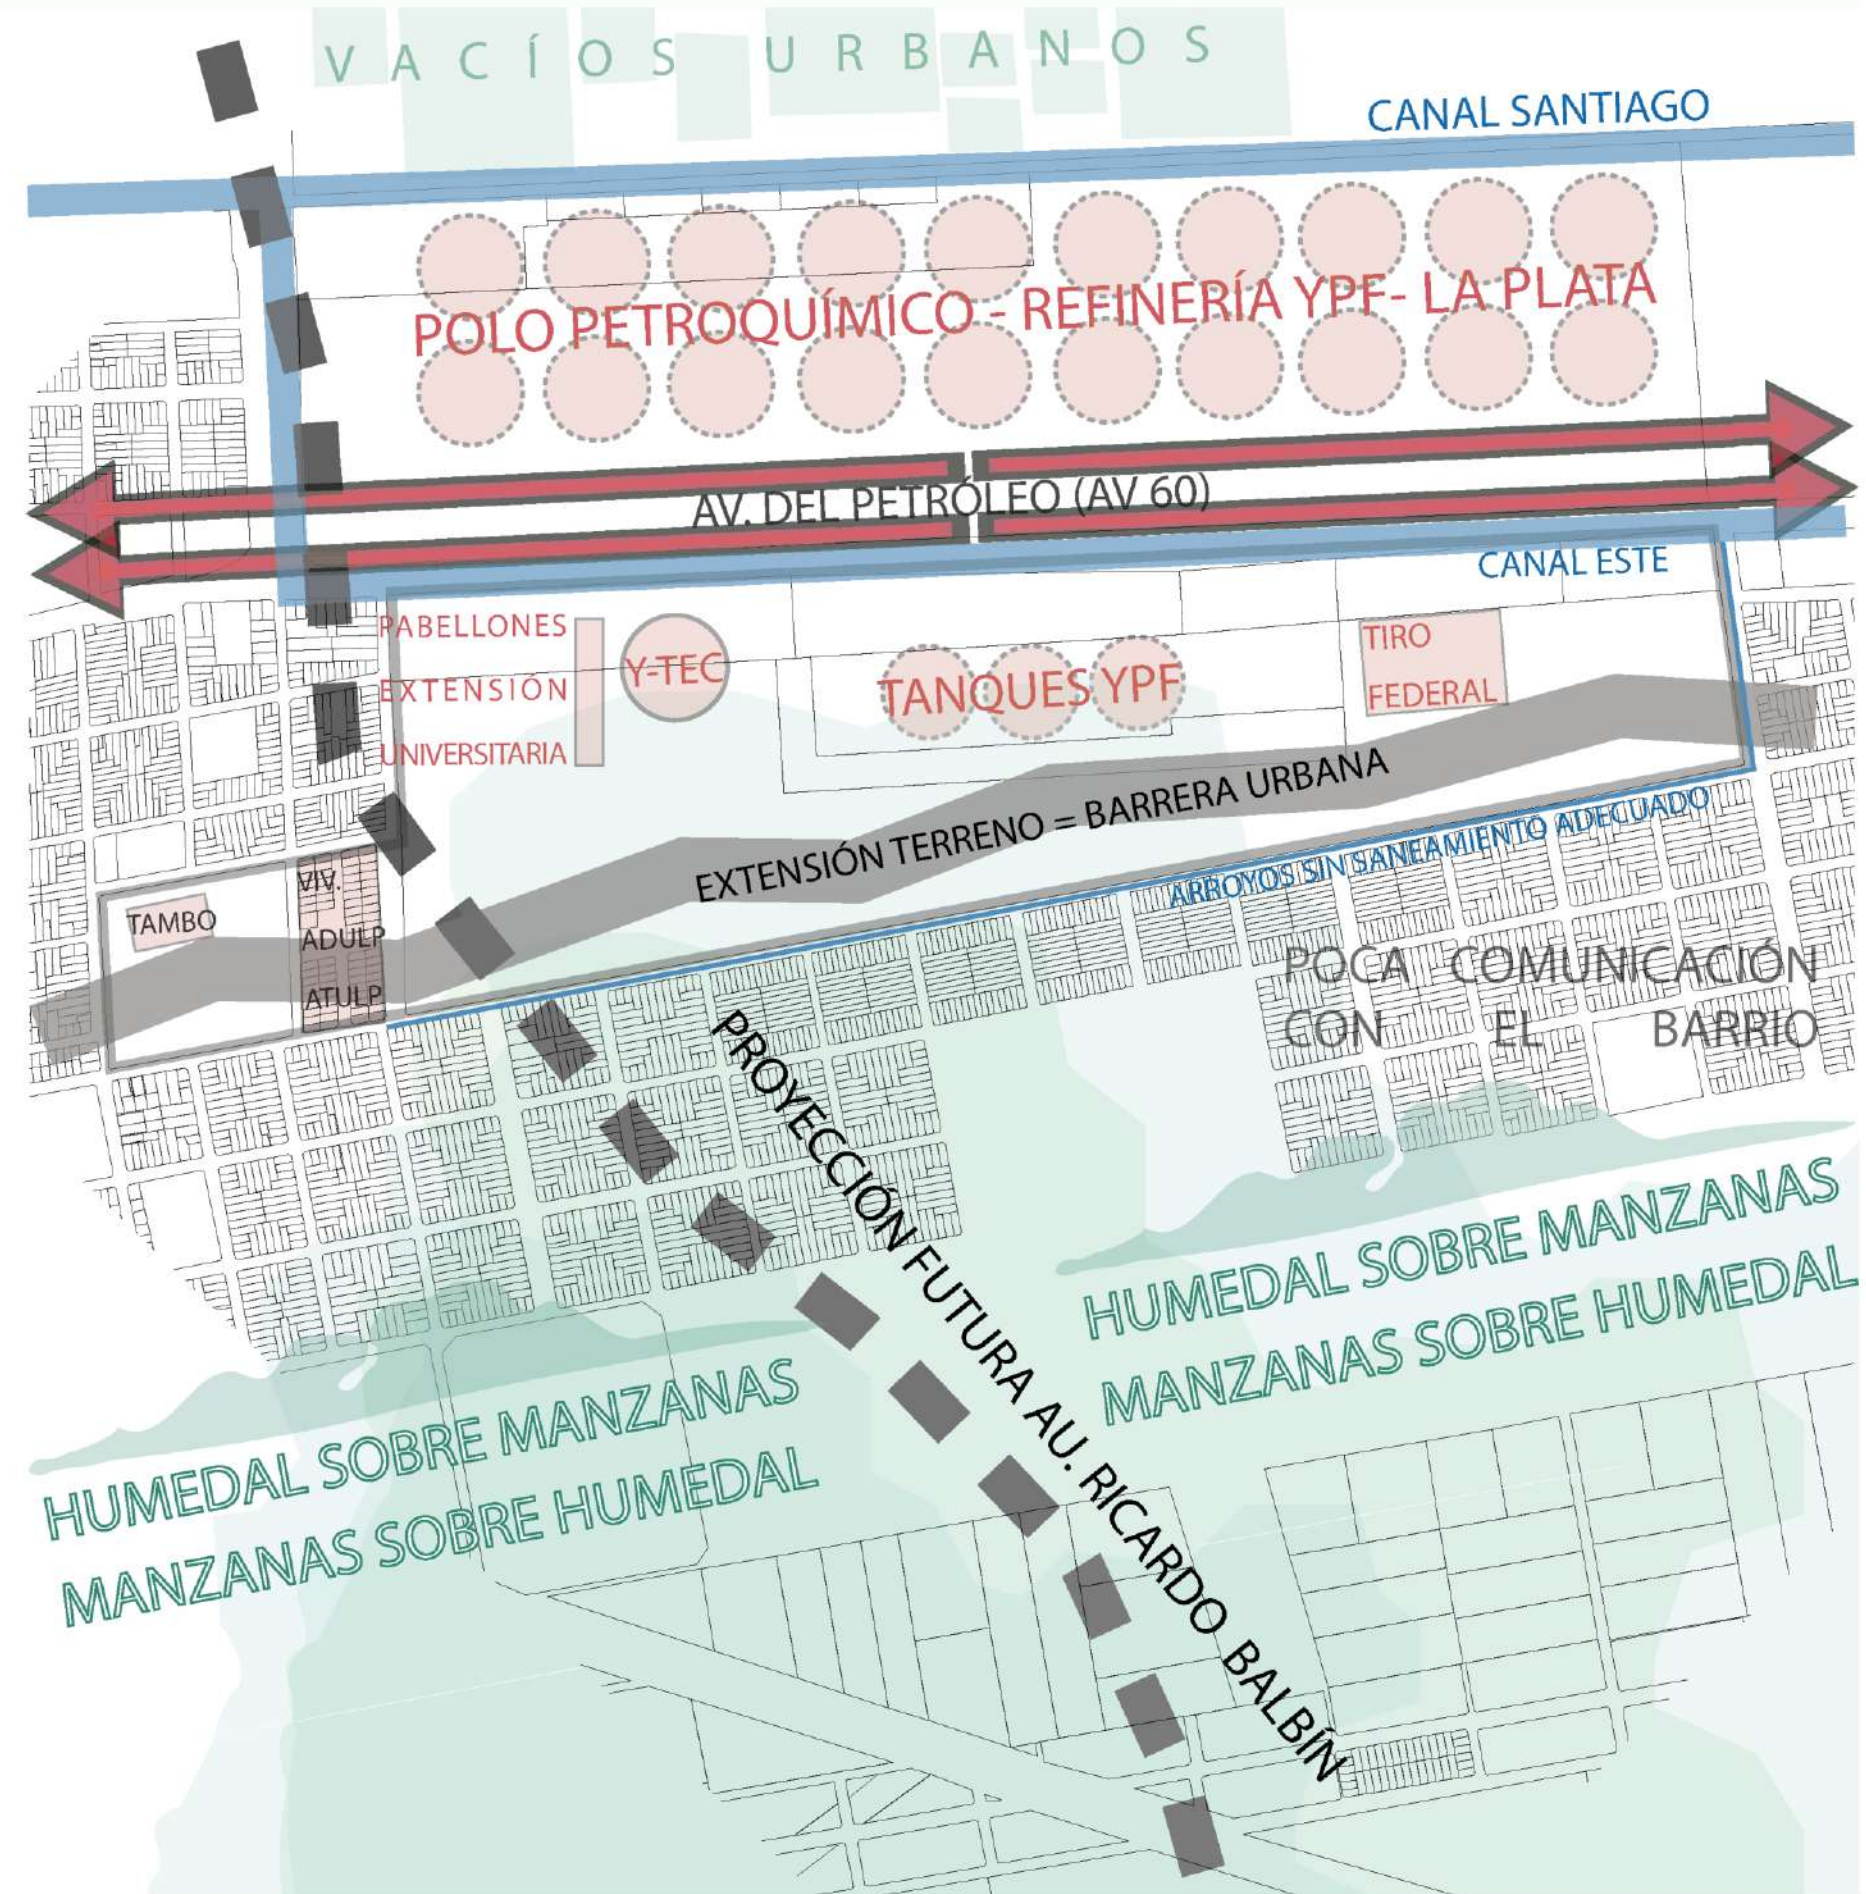 VACÍOS URBANOS
CANAL SANTIAGO
POLO PETROQUÍMICO - REFINERÍA YPF- LA PLATA
AV. DEL PETRÓLEO (AV 60)
CANAL ESTE
PABELLONES
EXTENSIÓN
UNIVERSITARIA
Y-TEC
TANQUES YPF
TIRO
FEDERAL
EXTENSIÓN TERRENO = BARRERA URBANA
ARROYOS SIN SANEAMIENTO ADECUADO
VIV.
ADULP
ATULP
TAMBO
POCA COMUNICACIÓN
CON EL BARRIO
PROYECCIÓN FUTURA AU. RICARDO BALBÍN
HUMEDAL SOBRE MANZANAS
MANZANAS SOBRE HUMEDAL
HUMEDAL SOBRE MANZANAS
MANZANAS SOBRE HUMEDAL